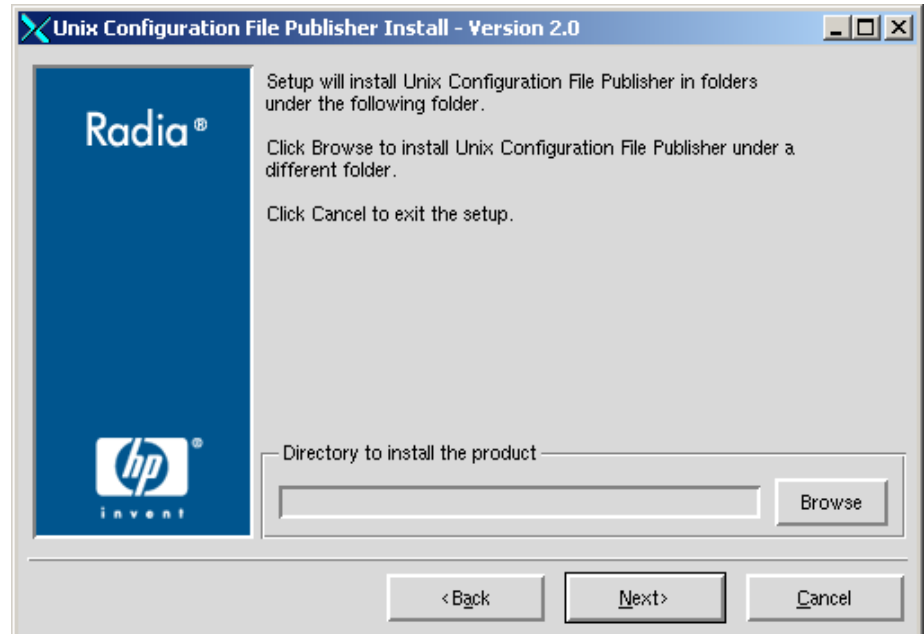 Unix Configuration File Publisher Install - Version 2.0
Radia®
Setup will install Unix Configuration File Publisher in folders
under the following folder.
Click Browse to install Unix Configuration File Publisher under a
different folder.
Click Cancel to exit the setup.
hp®
invent
Directory to install the product
Browse
<Back
Next>
Cancel